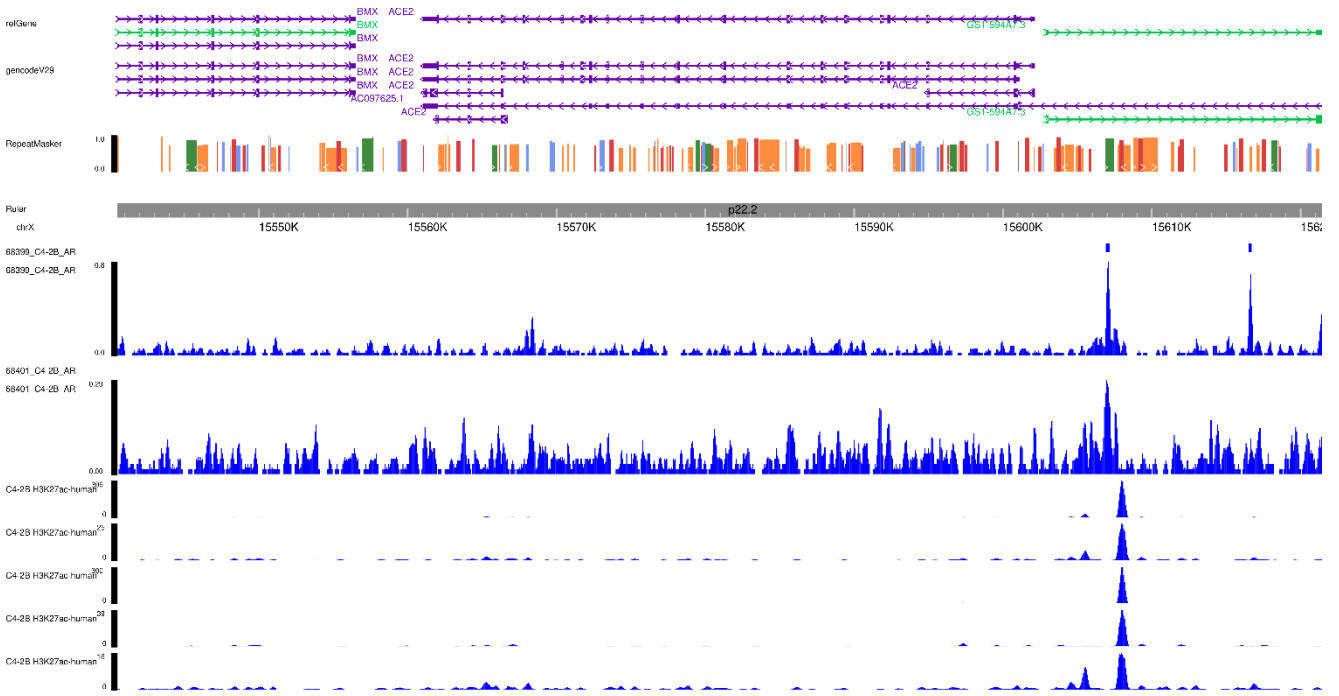 BMX ACE2
refGene
BMX GS1-594A7.3
BMX
BMX ACE2
gencodeV29
BMX ACE2
BMX ACE2 ACE2
AC097625.1
ACE2 GS1-594A7.3
RepeatMasker 1.0
0.0
Ruler p22.2
chrX 15550K 15560K 15570K 15580K 15590K 15600K 15610K 1562
68399_C4-2B_AR
68399_C4-2B_AR 0.8
0.0
68401_C4-2B_AR
68401_C4-2B_AR 0.29
0.00
C4-2B H3K27ac-human
0
C4-2B H3K27ac-human 25
0
C4-2B H3K27ac-human
0
C4-2B H3K27ac-human
0
C4-2B H3K27ac-human
0